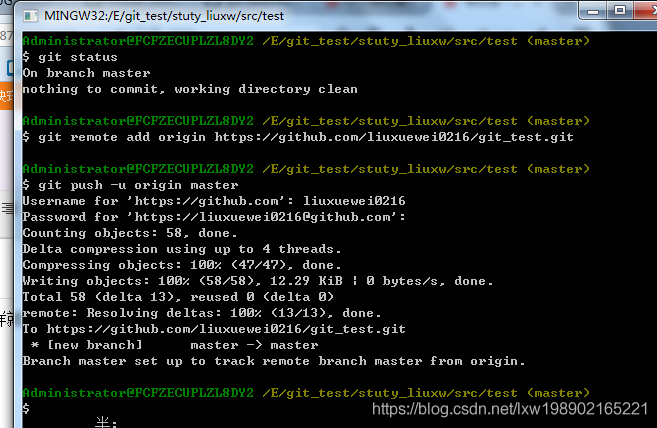 MINGW32:/E/git_test/stuty_liuxw/src/test
Administrator@FCFZECUPLZL8DY2 /E/git_test/stuty_liuxw/src/test (master)
$ git status
On branch master
nothing to commit, working directory clean
Administrator@FCFZECUPLZL8DY2 /E/git_test/stuty_liuxw/src/test (master)
$ git remote add origin https://github.com/liuxuewei0216/git_test.git
Administrator@FCFZECUPLZL8DY2 /E/git_test/stuty_liuxw/src/test (master)
$ git push -u origin master
Username for 'https://github.com': liuxuewei0216
Password for 'https://liuxuewei0216@github.com':
Counting objects: 58, done.
Delta compression using up to 4 threads.
Compressing objects: 100% (47/47), done.
Writing objects: 100% (58/58), 12.29 KiB | 0 bytes/s, done.
Total 58 (delta 13), reused 0 (delta 0)
remote: Resolving deltas: 100% (13/13), done.
To https://github.com/liuxuewei0216/git_test.git
* [new branch]      master -> master
Branch master set up to track remote branch master from origin.
Administrator@FCFZECUPLZL8DY2 /E/git_test/stuty_liuxw/src/test (master)
$
半:
https://blog.csdn.net/lxw198902165221